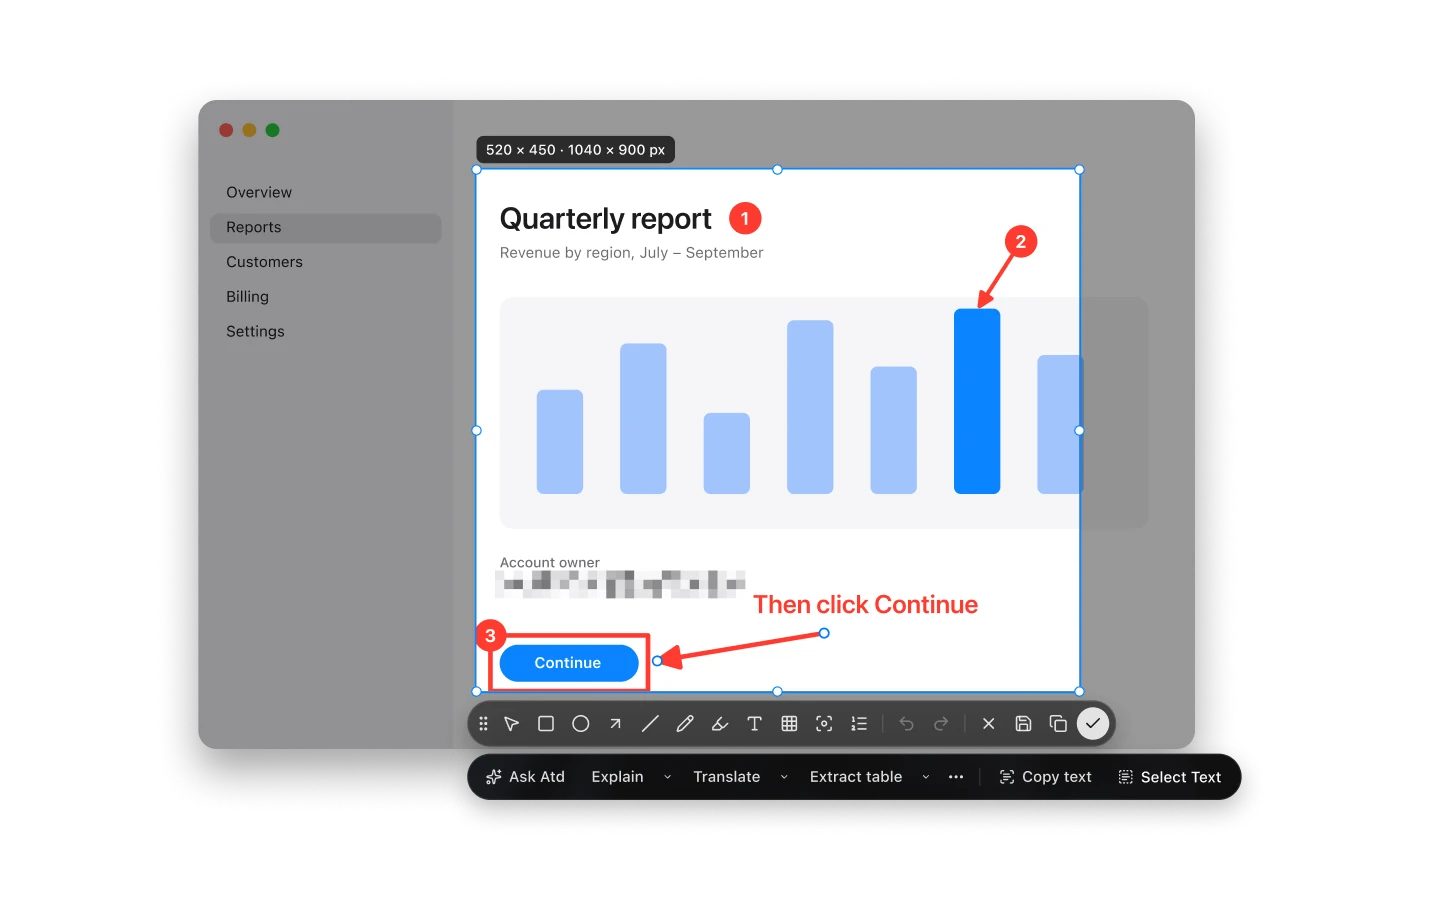 520 × 450 · 1040 × 900 px
Overview
Reports
Customers
Billing
Settings
Quarterly report 1
Revenue by region, July – September
2
Account owner
Then click Continue
3
Continue
Ask Atd Explain Translate Extract table Copy text Select Text